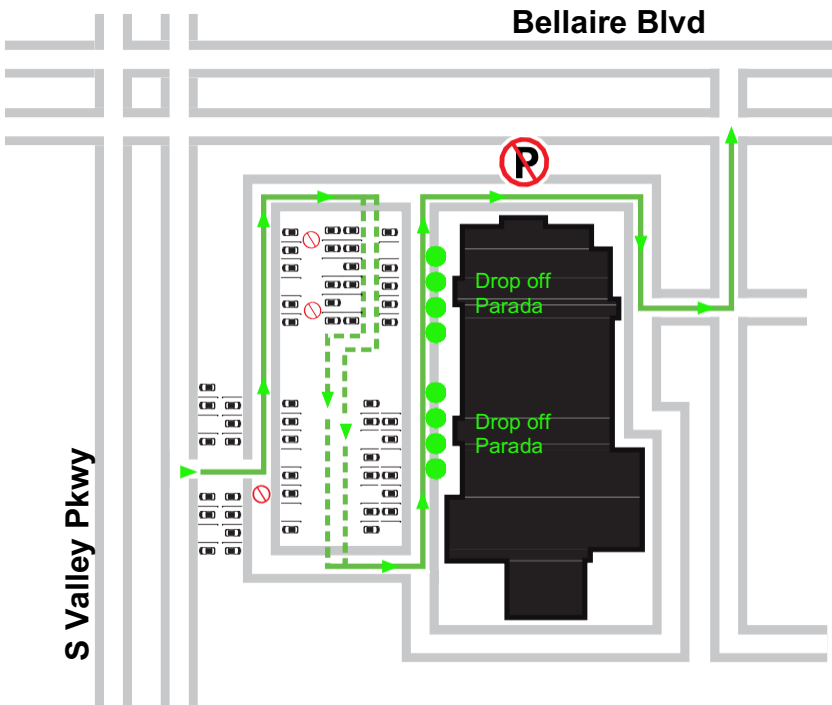 Bellaire Blvd
P
Drop off
Parada
Drop off
Parada
S Valley Pkwy